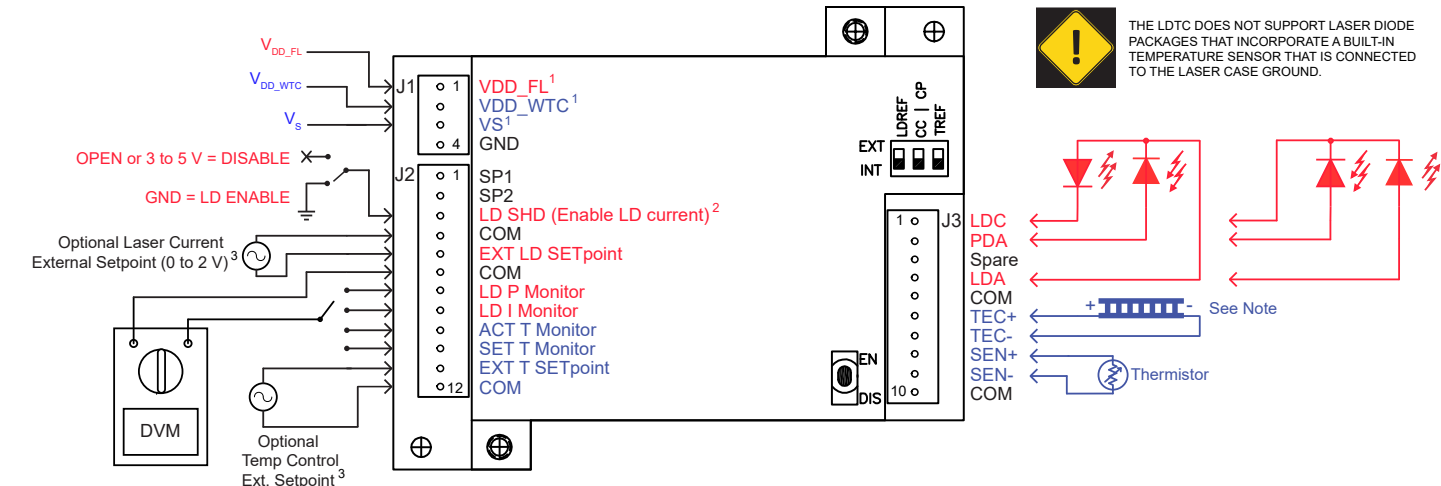 THE LDTC DOES NOT SUPPORT LASER DIODE
PACKAGES THAT INCORPORATE A BUILT-IN
TEMPERATURE SENSOR THAT IS CONNECTED
TO THE LASER CASE GROUND.
!
V_DD_FL
V_DD_WTC
V_S
OPEN or 3 to 5 V = DISABLE
GND = LD ENABLE
Optional Laser Current
External Setpoint (0 to 2 V) 3
DVM
Optional
Temp Control
Ext. Setpoint 3
J1
1
4
VDD_FL 1
VDD_WTC 1
VS 1
GND
J2
1
12
SP1
SP2
LD SHD (Enable LD current) 2
COM
EXT LD SETpoint
COM
LD P Monitor
LD I Monitor
ACT T Monitor
SET T Monitor
EXT T SETpoint
COM
LDREF
CC | CP
TREF
EXT
INT
EN
DIS
J3
1
10
LDC
PDA
Spare
LDA
COM
TEC+
TEC-
SEN+
SEN-
COM
+
-
See Note
Thermistor